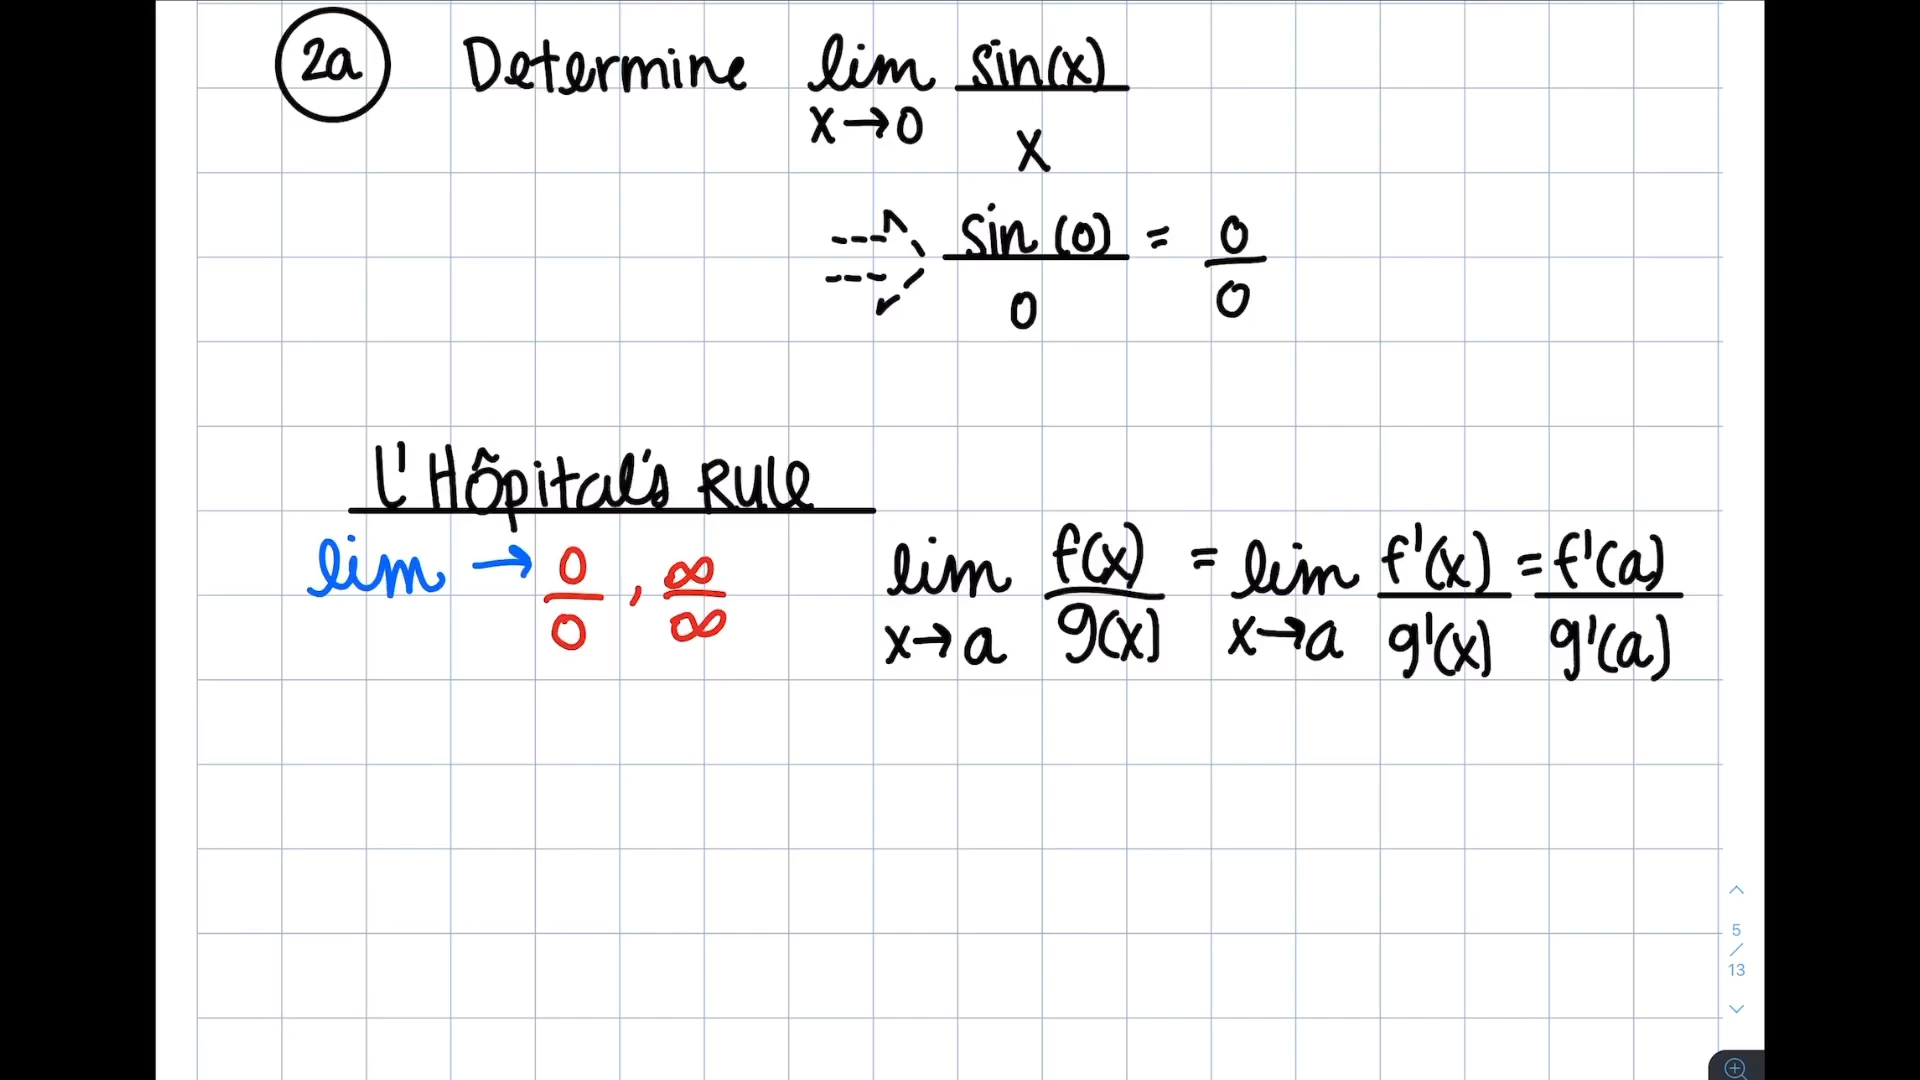 2a Determine lim sin(x)
x→0 x
sin(0) = 0
0 0
L'Hôpital's Rule
lim → 0/0 , ∞/∞
lim x→a f(x)/g(x) = lim x→a f'(x)/g'(x) = f'(a)/g'(a)
5
/
13